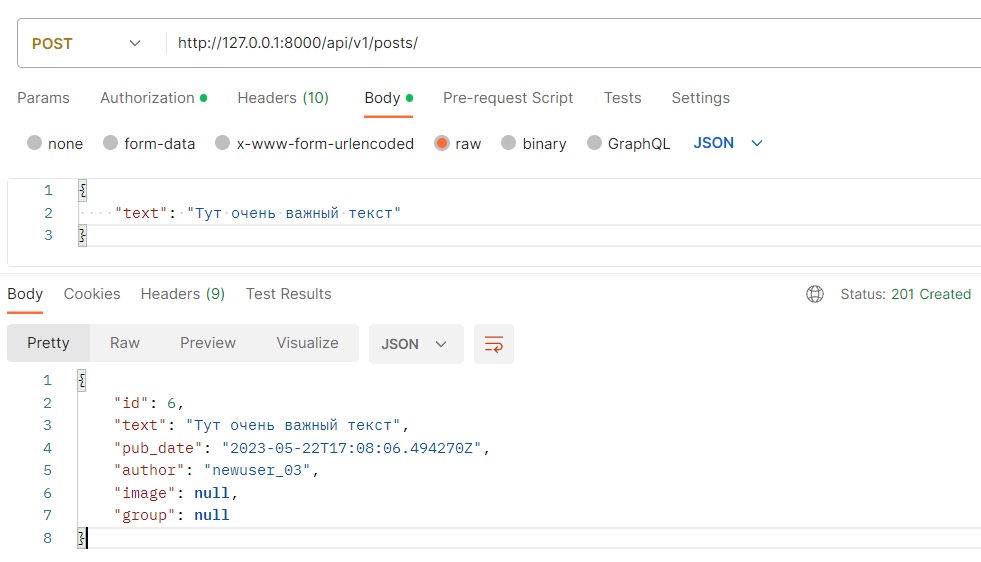 POST http://127.0.0.1:8000/api/v1/posts/
Params Authorization Headers (10) Body Pre-request Script Tests Settings
none form-data x-www-form-urlencoded raw binary GraphQL JSON
1 {
2 ····"text":·"Тут·очень·важный·текст"
3 }
Body Cookies Headers (9) Test Results Status: 201 Created
Pretty Raw Preview Visualize JSON
1 {
2 "id": 6,
3 "text": "Тут очень важный текст",
4 "pub_date": "2023-05-22T17:08:06.494270Z",
5 "author": "newuser_03",
6 "image": null,
7 "group": null
8 }